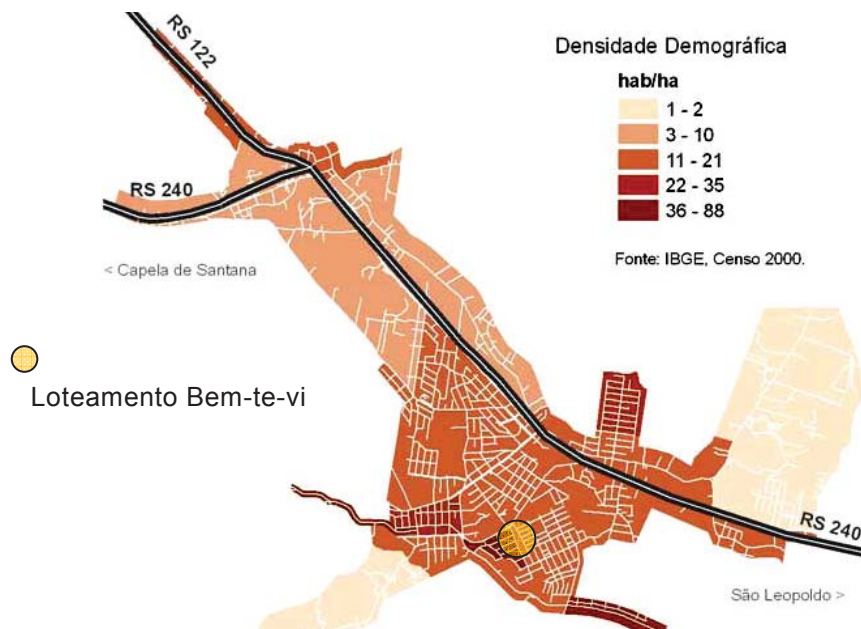 RS 122
Densidade Demográfica
hab/ha
1 - 2
3 - 10
11 - 21
22 - 35
36 - 88
RS 240
Fonte: IBGE, Censo 2000.
< Capela de Santana
Loteamento Bem-te-vi
RS 240
São Leopoldo >